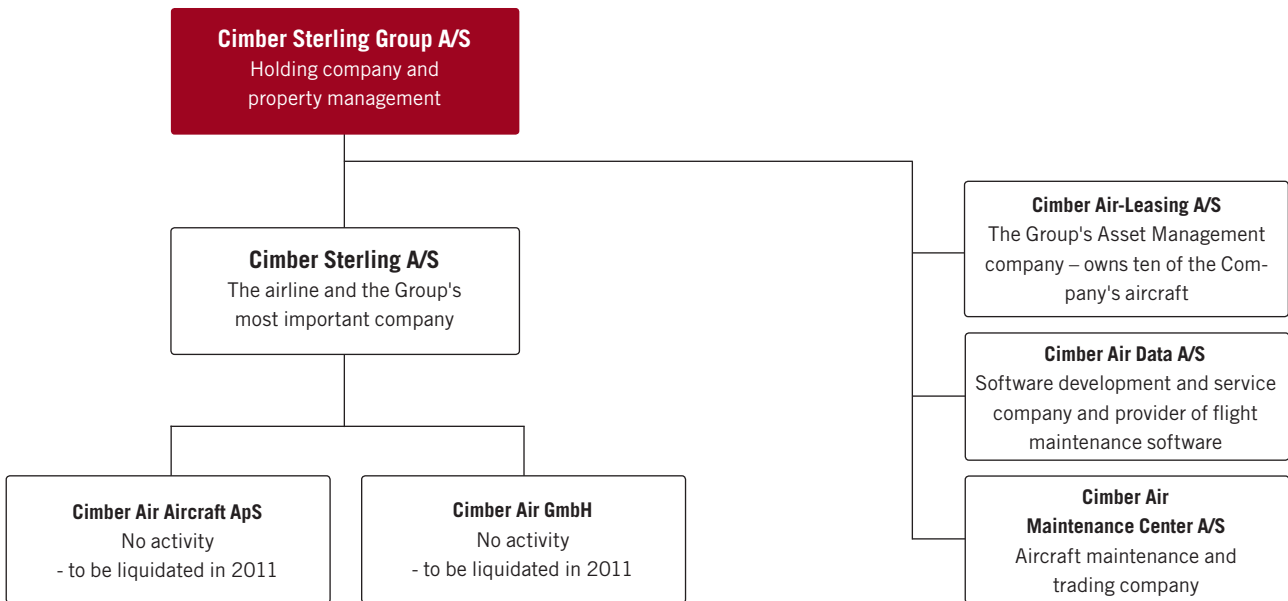 Cimber Sterling Group A/S
Holding company and
property management
Cimber Sterling A/S
The airline and the Group's
most important company
Cimber Air Aircraft ApS
No activity
- to be liquidated in 2011
Cimber Air GmbH
No activity
- to be liquidated in 2011
Cimber Air-Leasing A/S
The Group's Asset Management
company – owns ten of the Com-
pany's aircraft
Cimber Air Data A/S
Software development and service
company and provider of flight
maintenance software
Cimber Air
Maintenance Center A/S
Aircraft maintenance and
trading company